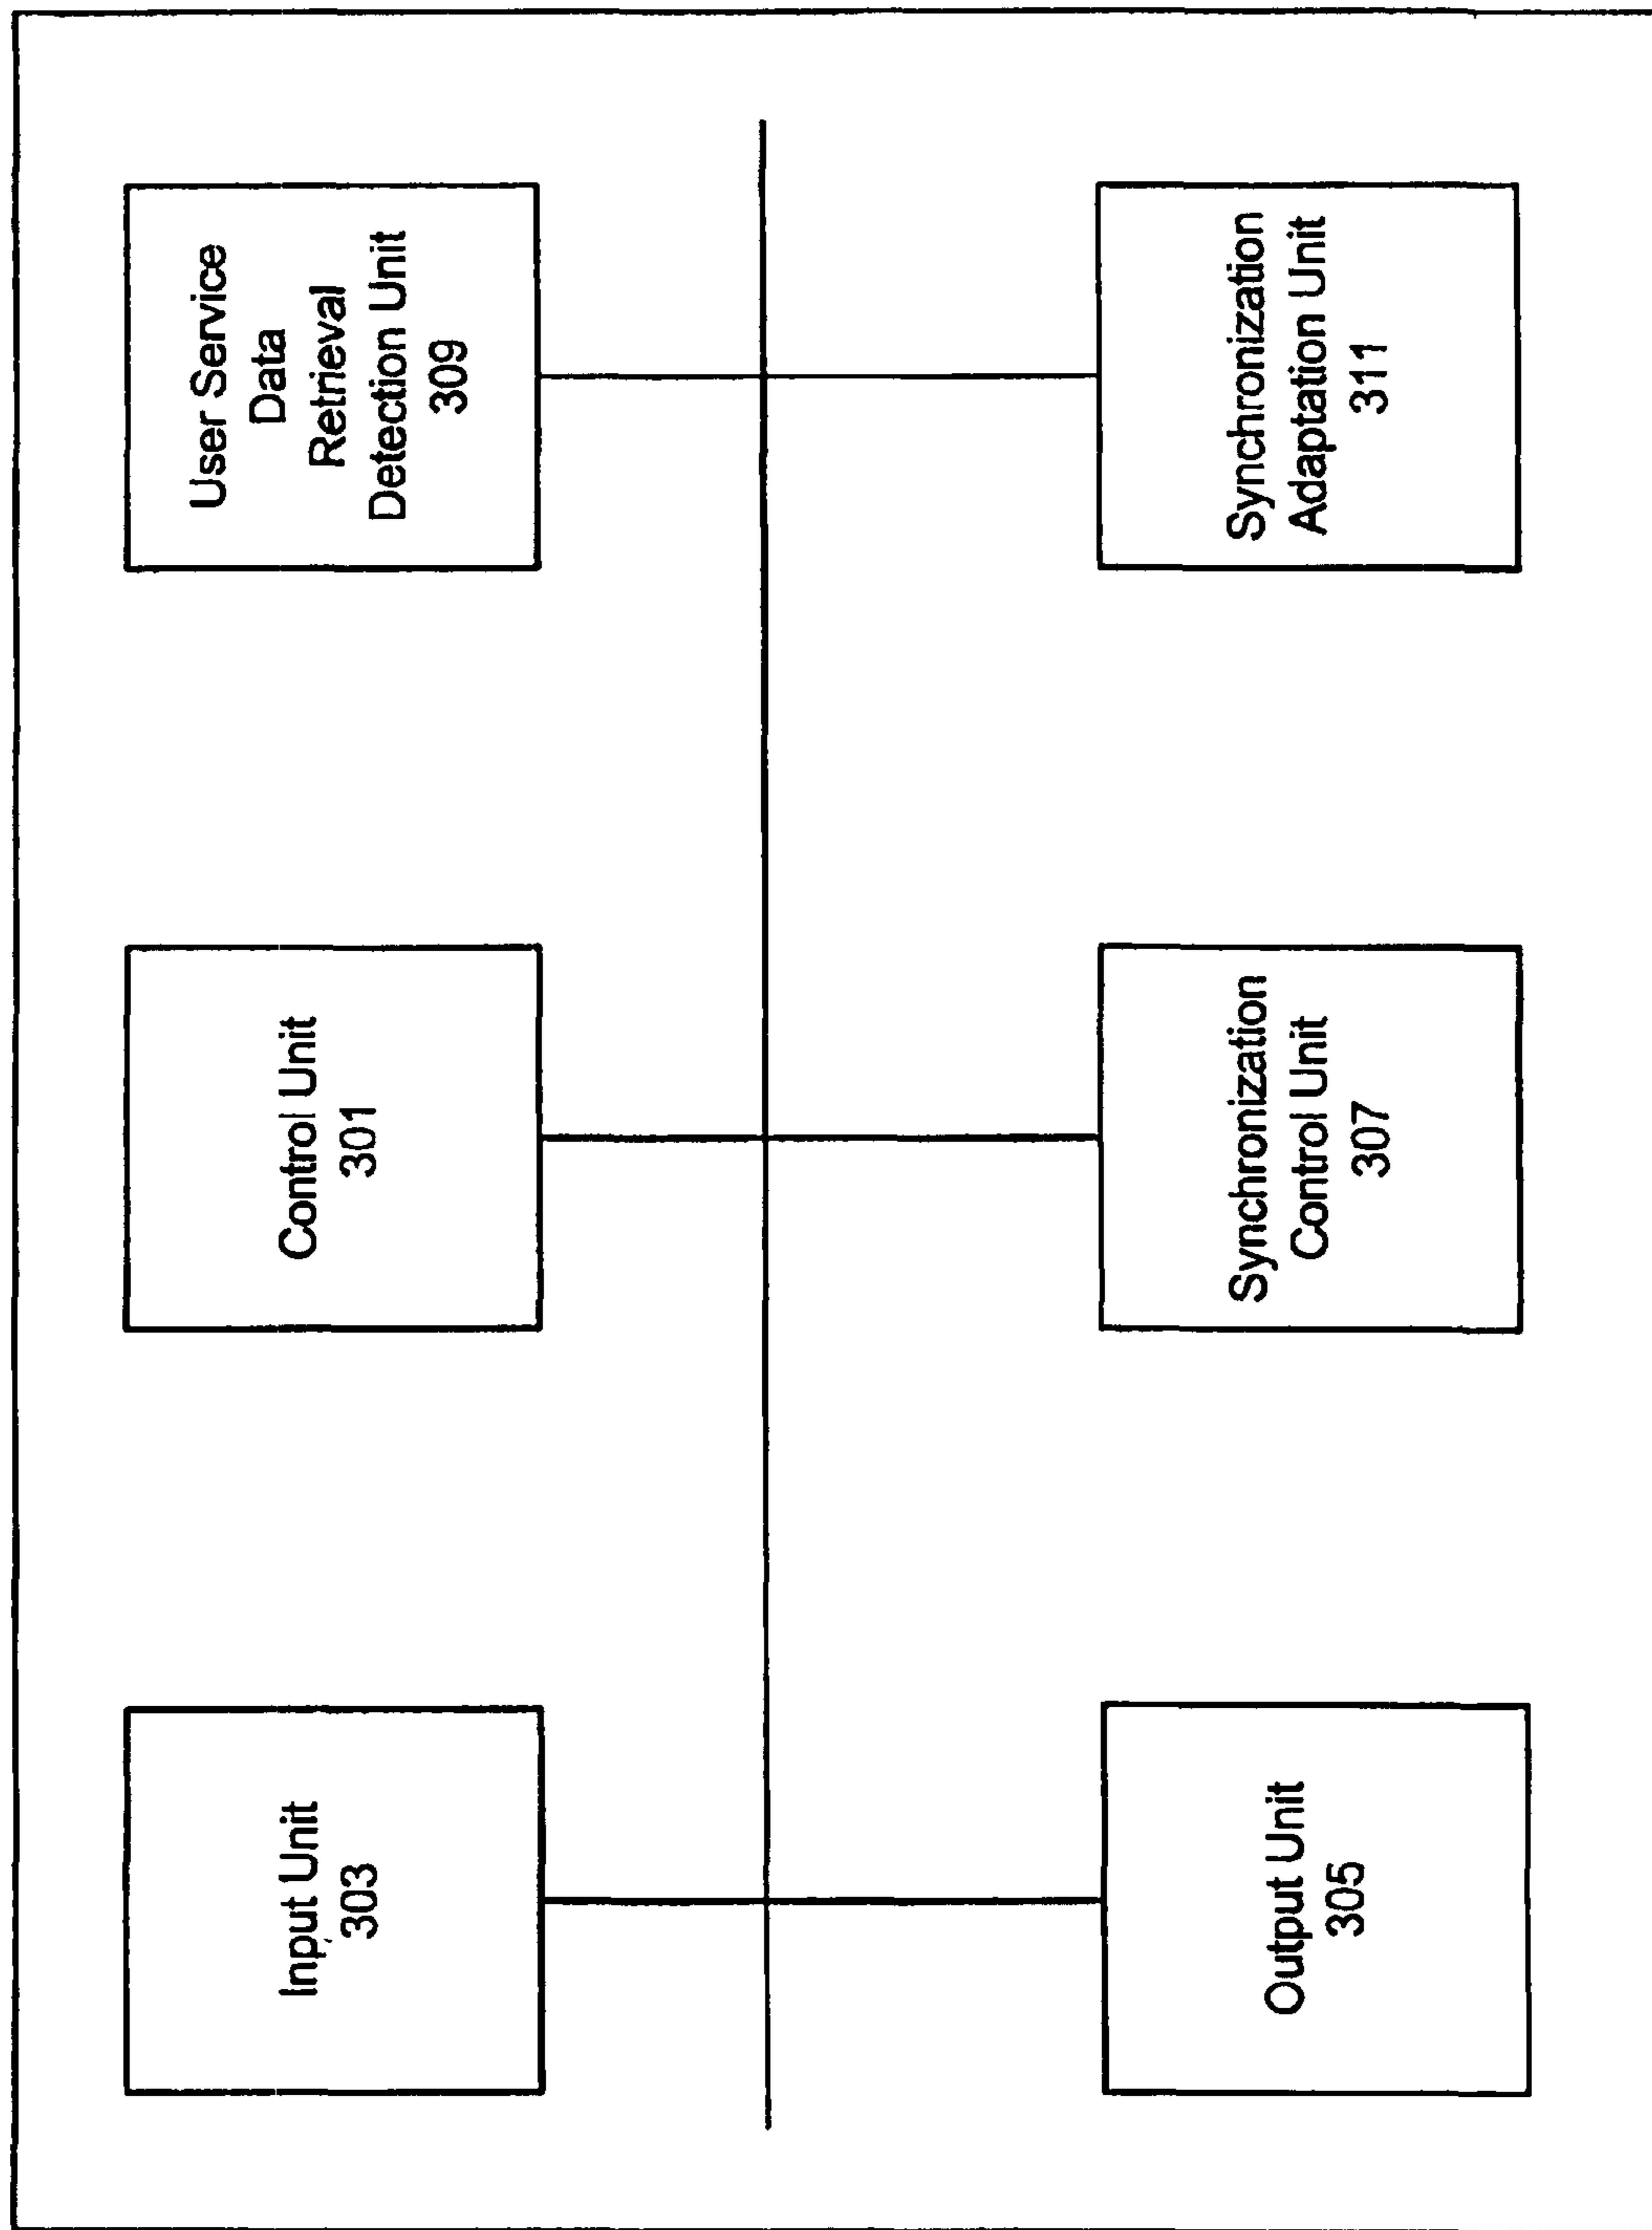 Input Unit
303
Control Unit
301
User Service
Data
Retrieval
Detection Unit
309
Output Unit
305
Synchronization
Control Unit
307
Synchronization
Adaptation Unit
311